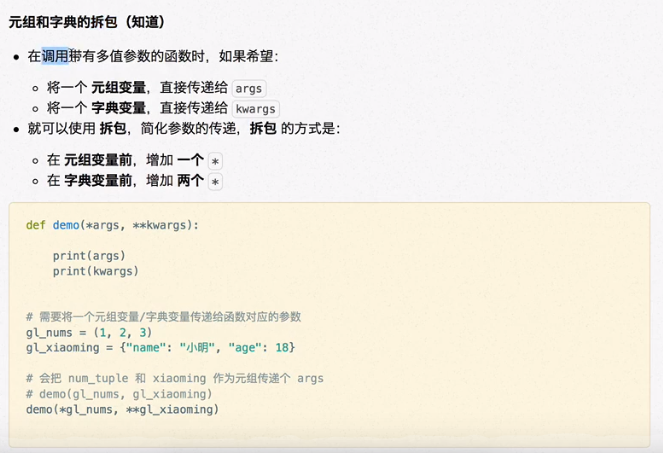 元组和字典的拆包（知道）
在调用带有多值参数的函数时，如果希望：
将一个 元组变量，直接传递给 args
将一个 字典变量，直接传递给 kwargs
就可以使用 拆包，简化参数的传递，拆包 的方式是：
在 元组变量前，增加 一个 *
在 字典变量前，增加 两个 *
def demo(*args, **kwargs):
    print(args)
    print(kwargs)
# 需要将一个元组变量/字典变量传递给函数对应的参数
gl_nums = (1, 2, 3)
gl_xiaoming = {"name": "小明", "age": 18}
# 会把 num_tuple 和 xiaoming 作为元组传递个 args
# demo(gl_nums, gl_xiaoming)
demo(*gl_nums, **gl_xiaoming)